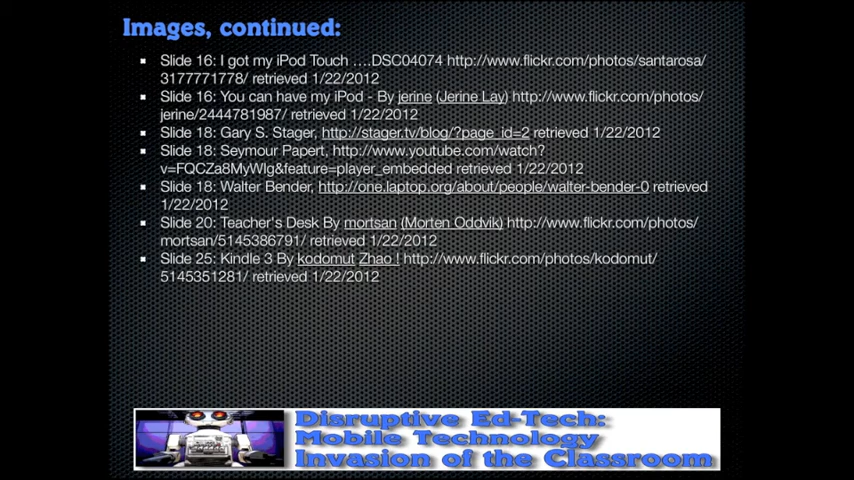 Images, continued:
Slide 16: I got my iPod Touch ….DSC04074 http://www.flickr.com/photos/santarosa/
3177771778/ retrieved 1/22/2012
Slide 16: You can have my iPod - By jerine (Jerine Lay) http://www.flickr.com/photos/
jerine/2444781987/ retrieved 1/22/2012
Slide 18: Gary S. Stager, http://stager.tv/blog/?page_id=2 retrieved 1/22/2012
Slide 18: Seymour Papert, http://www.youtube.com/watch?
v=FQCZa8MyWIg&feature=player_embedded retrieved 1/22/2012
Slide 18: Walter Bender, http://one.laptop.org/about/people/walter-bender-0 retrieved
1/22/2012
Slide 20: Teacher's Desk By mortsan (Morten Oddvik) http://www.flickr.com/photos/
mortsan/5145386791/ retrieved 1/22/2012
Slide 25: Kindle 3 By kodomut Zhao ! http://www.flickr.com/photos/kodomut/
5145351281/ retrieved 1/22/2012
Disruptive Ed-Tech:
Mobile Technology
Invasion of the Classroom